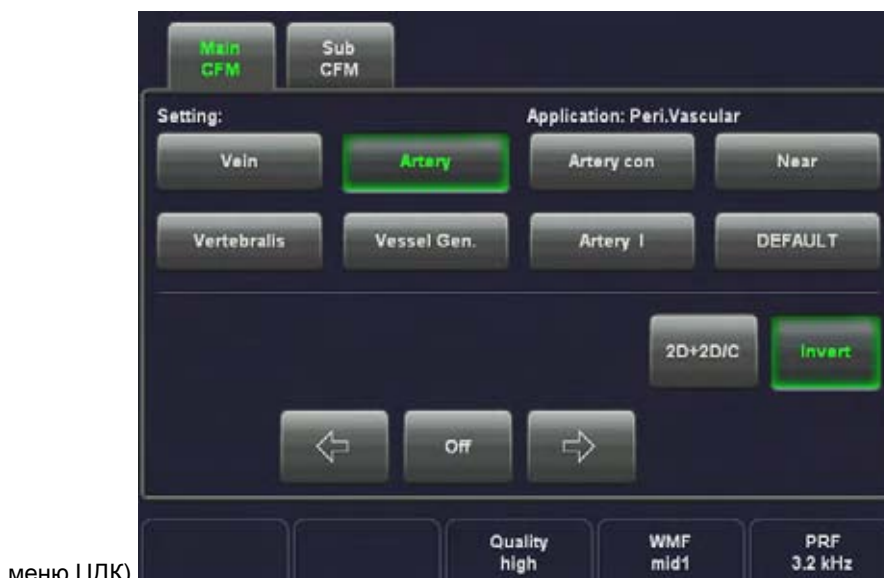 Main Sub
CFM CFM
Setting: Application: Peri.Vascular
Vein Artery Artery con Near
Vertebralis Vessel Gen. Artery I DEFAULT
2D+2D/C Invert
Off
Quality WMF PRF
high mid1 3.2 kHz
меню ЦДК)